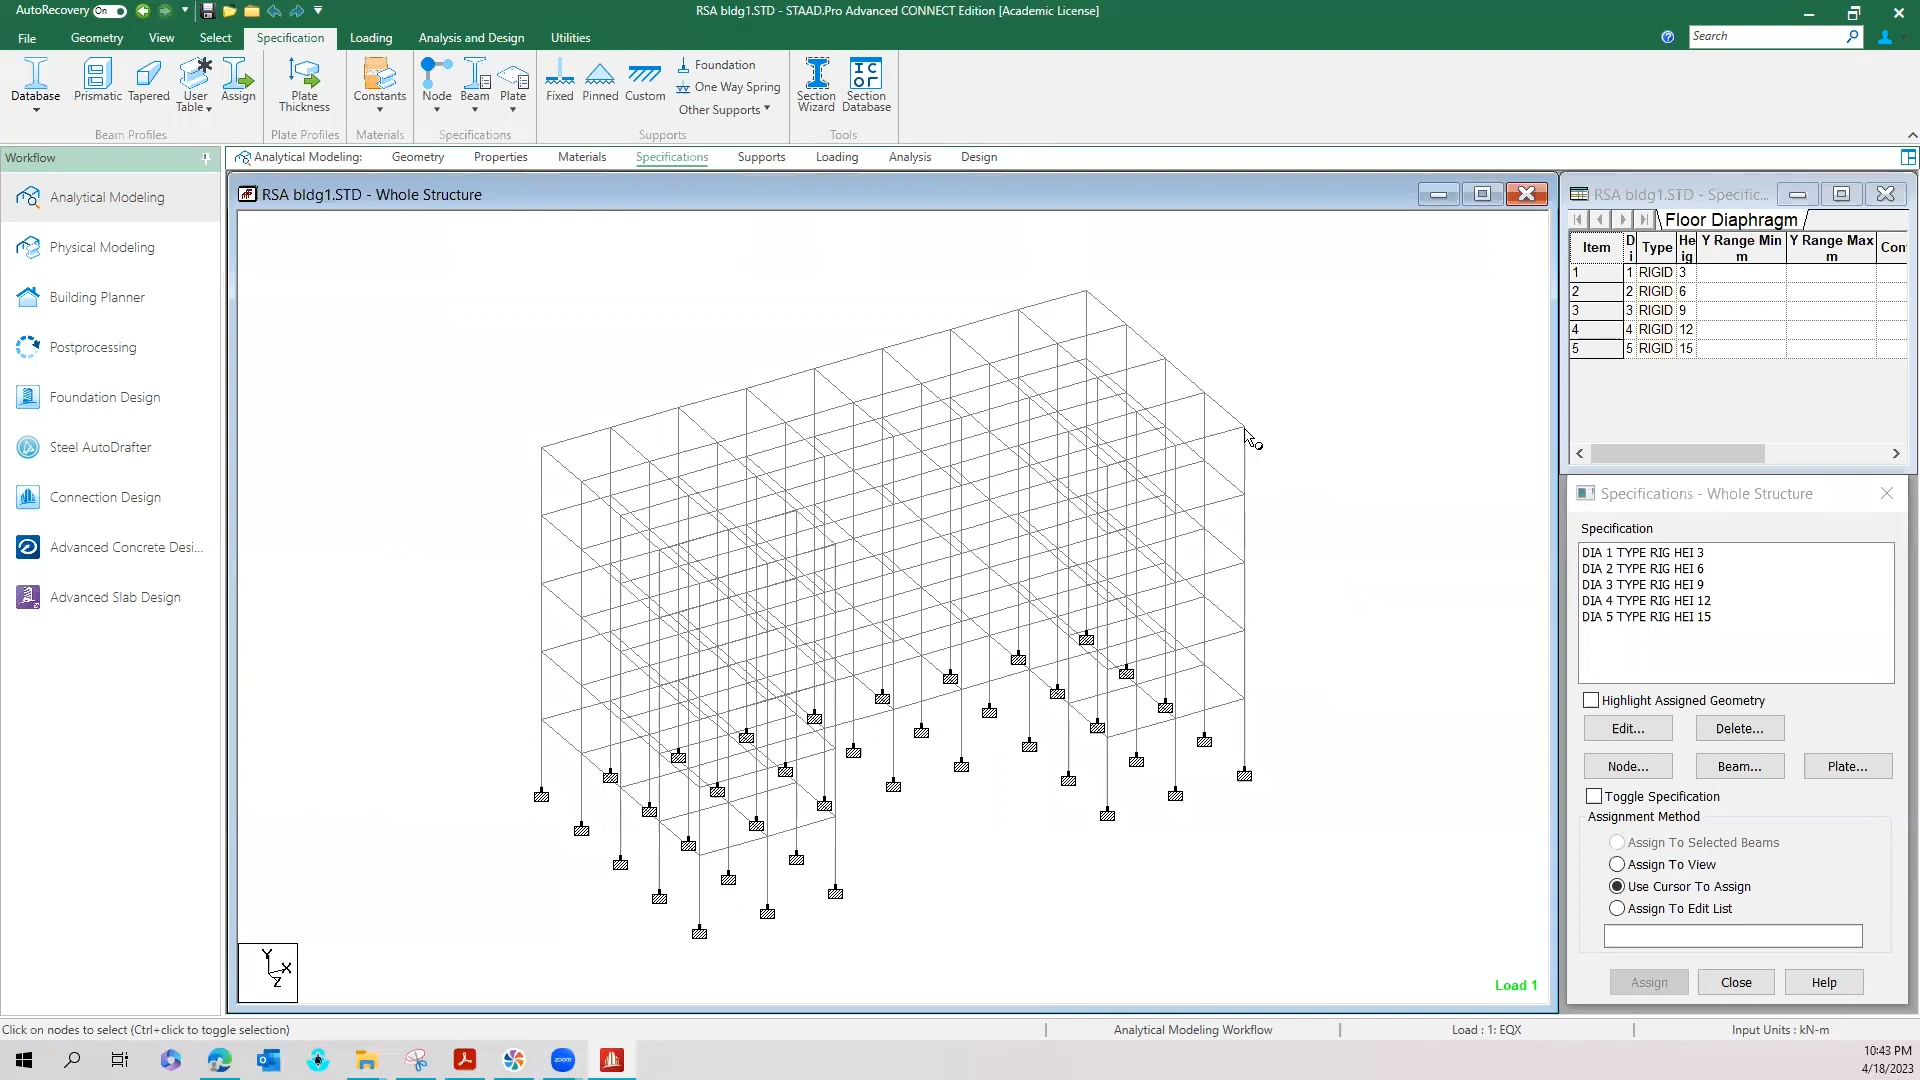 AutoRecovery On
RSA bldg1.STD - STAAD.Pro Advanced CONNECT Edition [Academic License]
File Geometry View Select Specification Loading Analysis and Design Utilities
Search
Database Prismatic Tapered User Table Assign
Beam Profiles
Plate Thickness
Plate Profiles
Constants
Materials
Node Beam Plate
Specifications
Fixed Pinned Custom
Foundation
One Way Spring
Other Supports
Supports
Section Wizard Section Database
Tools
Workflow
Analytical Modeling: Geometry Properties Materials Specifications Supports Loading Analysis Design
Analytical Modeling
Physical Modeling
Building Planner
Postprocessing
Foundation Design
Steel AutoDrafter
Connection Design
Advanced Concrete Desi...
Advanced Slab Design
RSA bldg1.STD - Whole Structure
Y
X
Z
Load 1
RSA bldg1.STD - Specific...
Floor Diaphragm
Item Di Type Heig Y Range Min m Y Range Max m Con
1 1 RIGID 3
2 2 RIGID 6
3 3 RIGID 9
4 4 RIGID 12
5 5 RIGID 15
Specifications - Whole Structure
Specification
DIA 1 TYPE RIG HEI 3
DIA 2 TYPE RIG HEI 6
DIA 3 TYPE RIG HEI 9
DIA 4 TYPE RIG HEI 12
DIA 5 TYPE RIG HEI 15
Highlight Assigned Geometry
Edit... Delete...
Node... Beam... Plate...
Toggle Specification
Assignment Method
Assign To Selected Beams
Assign To View
Use Cursor To Assign
Assign To Edit List
Assign Close Help
Click on nodes to select (Ctrl+click to toggle selection)
Analytical Modeling Workflow
Load : 1: EQX
Input Units : kN-m
zoom
10:43 PM
4/18/2023